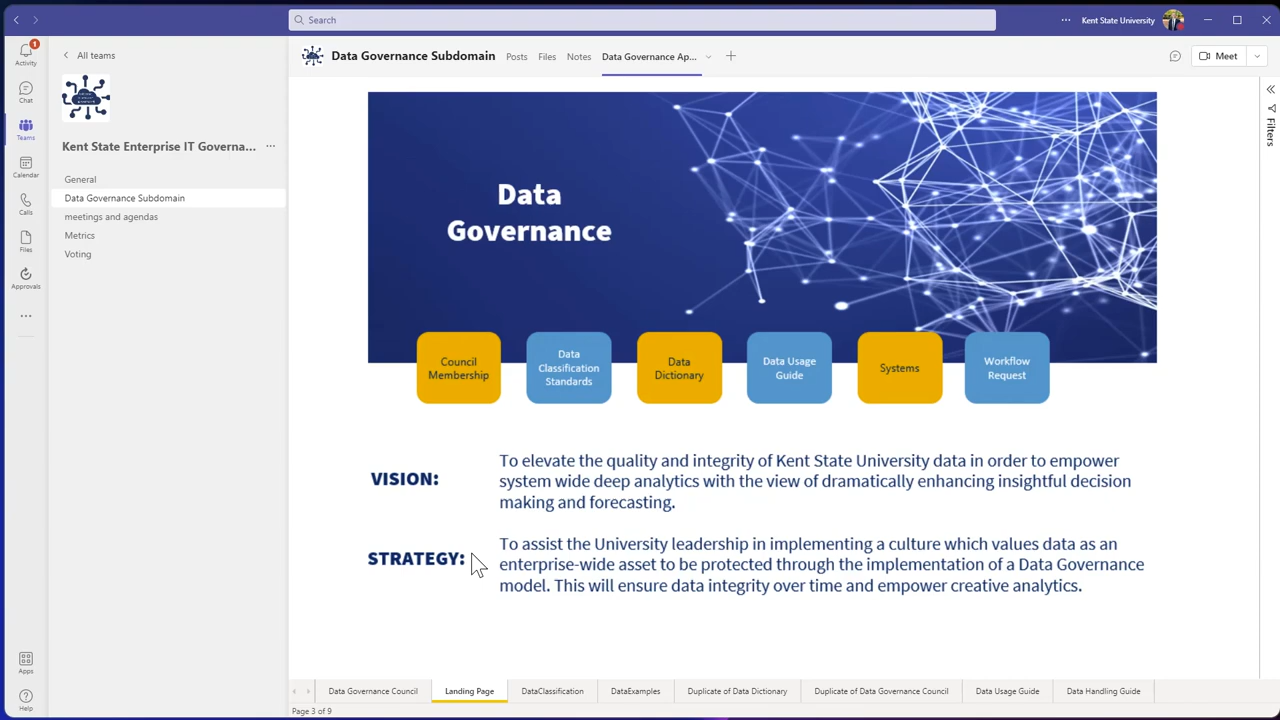 Search
Kent State University
1
Activity
Chat
Teams
Calendar
Calls
Files
Approvals
Apps
Help
All teams
Kent State Enterprise IT Governa...
General
Data Governance Subdomain
meetings and agendas
Metrics
Voting
Data Governance Subdomain
Posts
Files
Notes
Data Governance Ap...
Meet
Filters
Data
Governance
Council
Membership
Data
Classification
Standards
Data
Dictionary
Data Usage
Guide
Systems
Workflow
Request
VISION:
To elevate the quality and integrity of Kent State University data in order to empower
system wide deep analytics with the view of dramatically enhancing insightful decision
making and forecasting.
STRATEGY:
To assist the University leadership in implementing a culture which values data as an
enterprise-wide asset to be protected through the implementation of a Data Governance
model. This will ensure data integrity over time and empower creative analytics.
Data Governance Council
Landing Page
DataClassification
DataExamples
Duplicate of Data Dictionary
Duplicate of Data Governance Council
Data Usage Guide
Data Handling Guide
Page 3 of 9